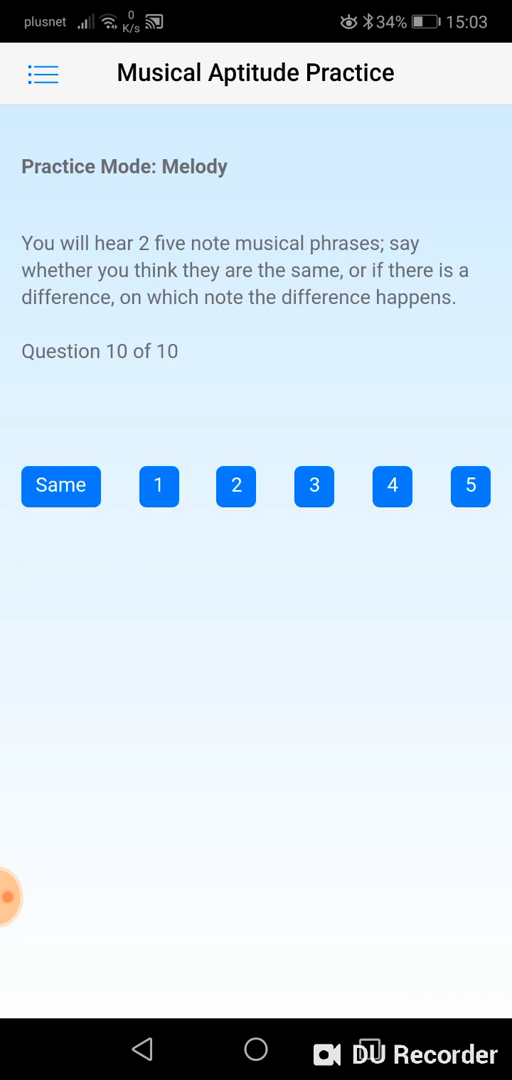 plusnet 0 K/s 34% 15:03
Musical Aptitude Practice
Practice Mode: Melody
You will hear 2 five note musical phrases; say
whether you think they are the same, or if there is a
difference, on which note the difference happens.
Question 10 of 10
Same 1 2 3 4 5
DU Recorder